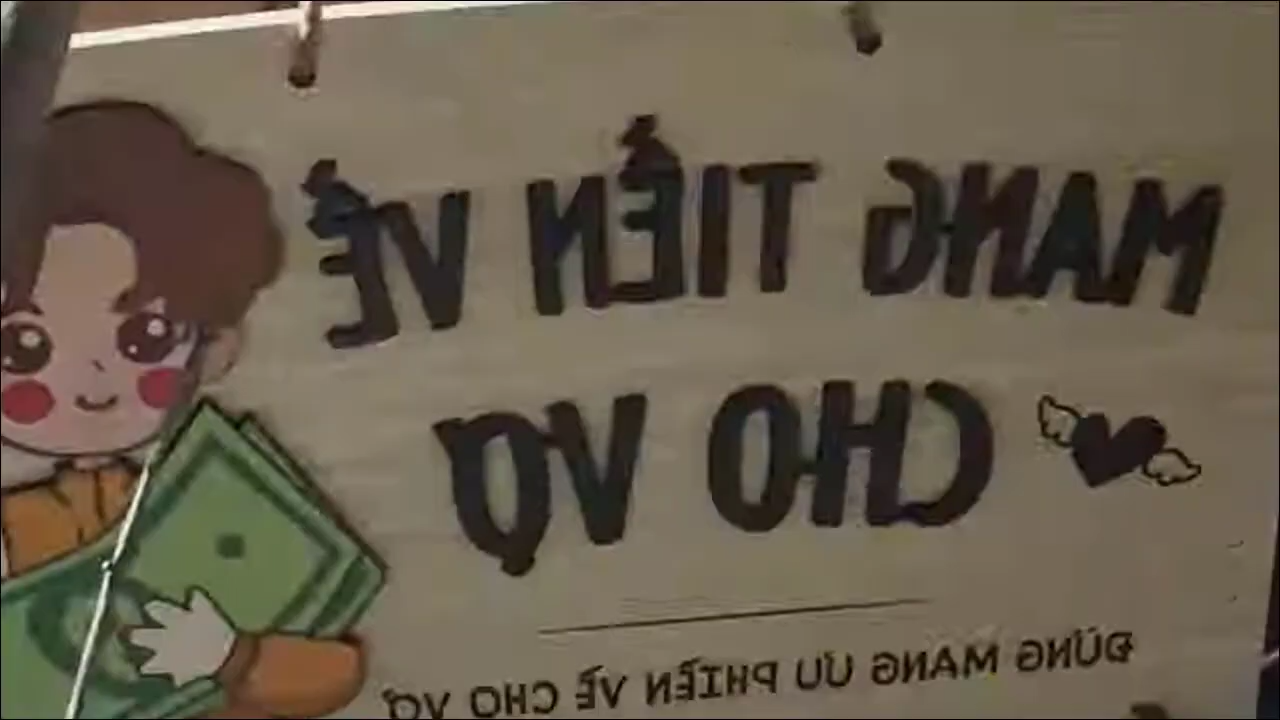 MANG TIỀN VỀ
CHO VỢ
ĐỪNG MANG ƯU PHIỀN VỀ CHO VỢ